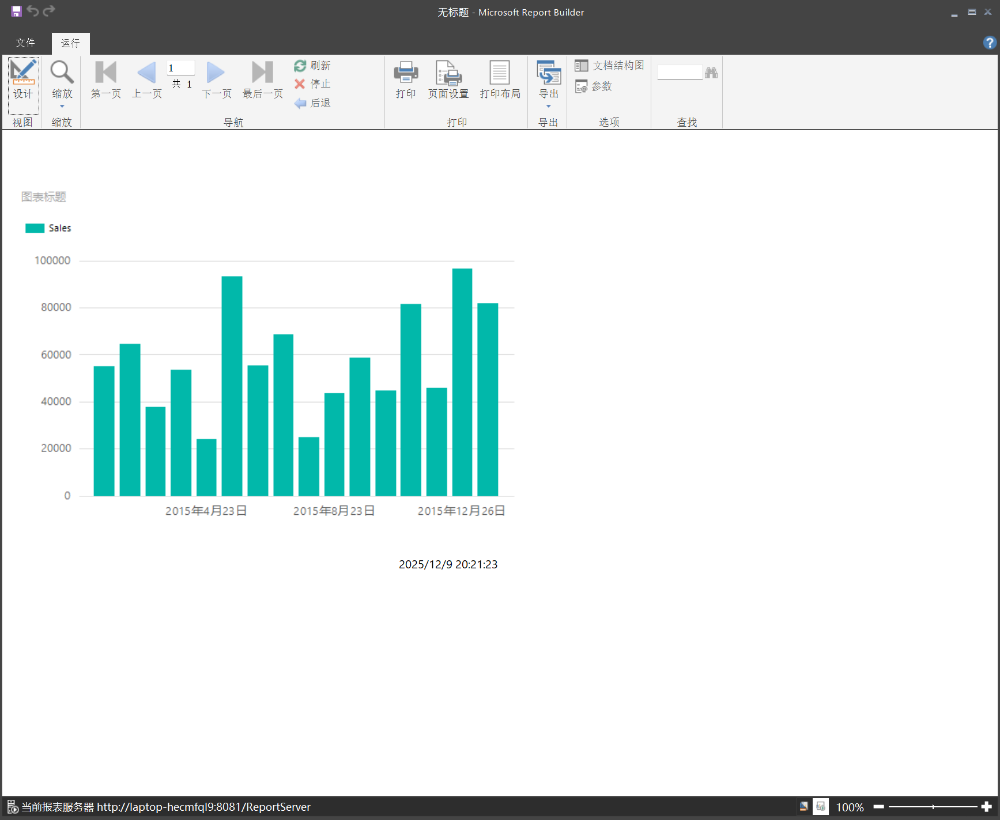 无标题 - Microsoft Report Builder
文件
运行
设计
缩放
第一页
上一页
1
共 1
下一页
最后一页
刷新
停止
后退
打印
页面设置
打印布局
导出
文档结构图
参数
视图
缩放
导航
打印
导出
选项
查找
图表标题
Sales
100000
80000
60000
40000
20000
0
2015年4月23日
2015年8月23日
2015年12月26日
2025/12/9 20:21:23
当前报表服务器 http://laptop-hecmfql9:8081/ReportServer
100%